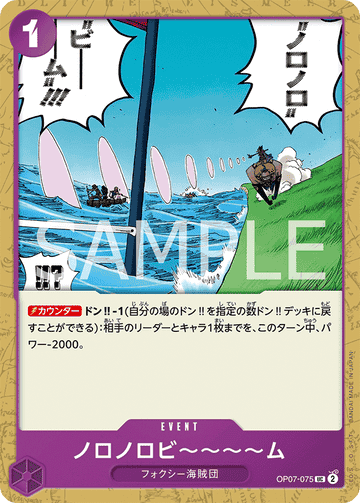 1
"ノロノロ
ビーーム"!!!
SAMPLE
!!?
カウンター ドン!!-1(自分の場のドン!!を指定の数ドン!!デッキに戻
すことができる):相手のリーダーとキャラ1枚までを、このターン中、パ
ワー-2000。
EVENT
ノロノロビ〜〜〜〜ム
フォクシー海賊団
OP07-075 UC 2